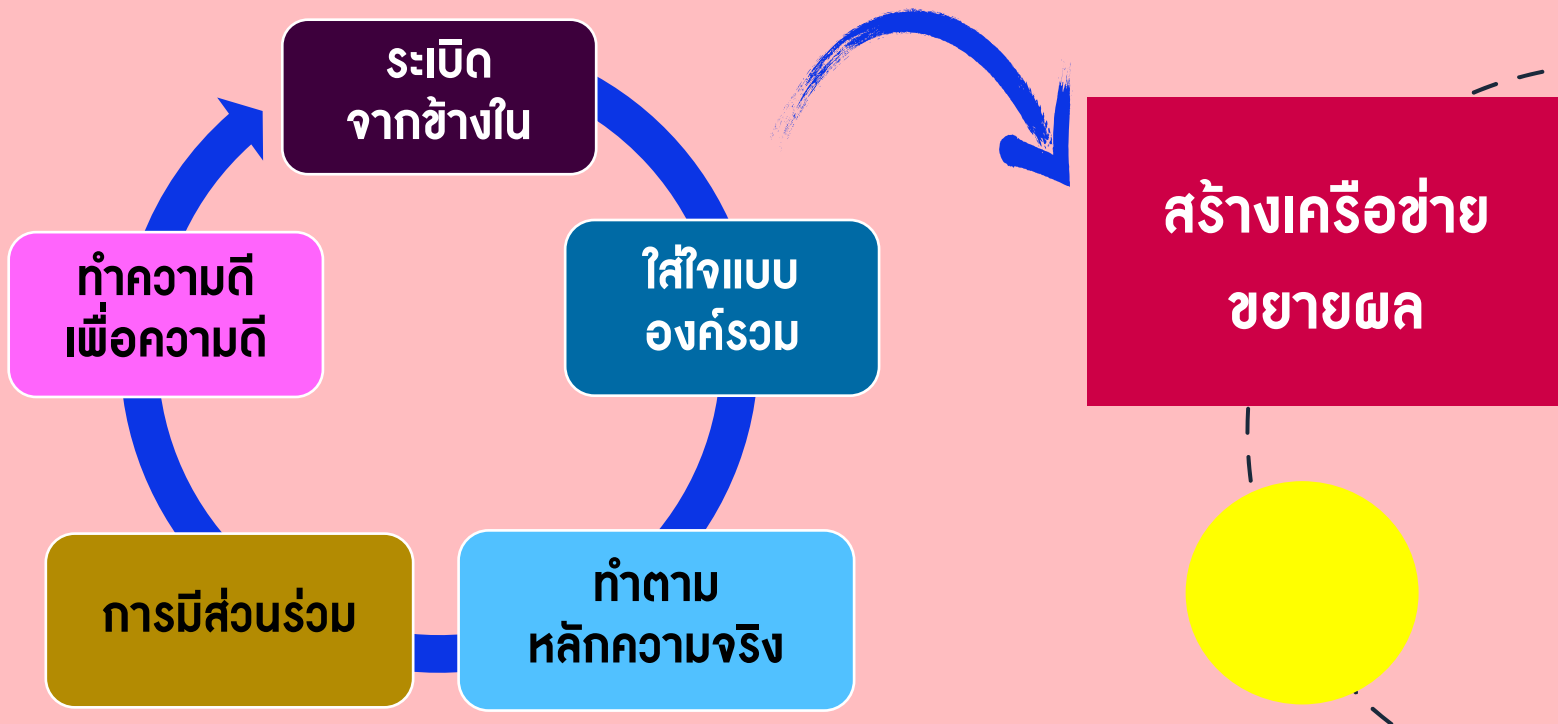 ระเบิด
จากข้างใน
ใส่ใจแบบ
องค์รวม
ทำตาม
หลักความจริง
การมีส่วนร่วม
ทำความดี
เพื่อความดี
สร้างเครือข่าย
ขยายผล